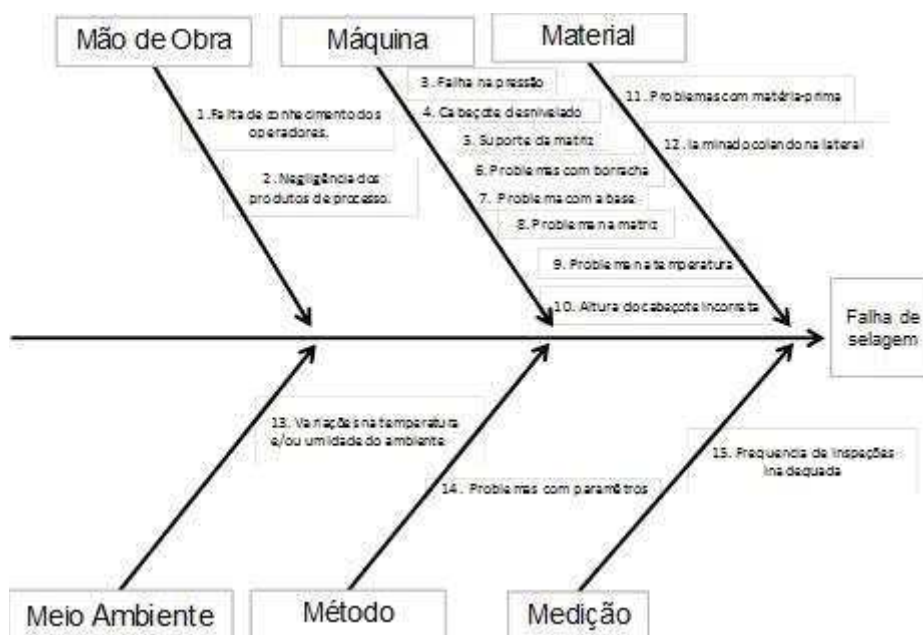 Mão de Obra
Máquina
Material
1.Falta de conhecimento dos
operadores.
2. Negligência dos
produtos de processo.
3. Falha na pressão
4. Cabeçote desnivelado
5. Suporte da matriz
6. Problemas com borracha
7. Problema com a base
8. Problema na matriz
9. Problema na temperatura
10. Altura do cabeçote incorreta
11. Problemas com matéria-prima
12. laminado colando na lateral
Falha de
selagem
13. Variações na temperatura
e/ou umidade do ambiente
14. Problemas com paramêtros
15. Frequencia de inspeções
inadequada
Meio Ambiente
Método
Medição